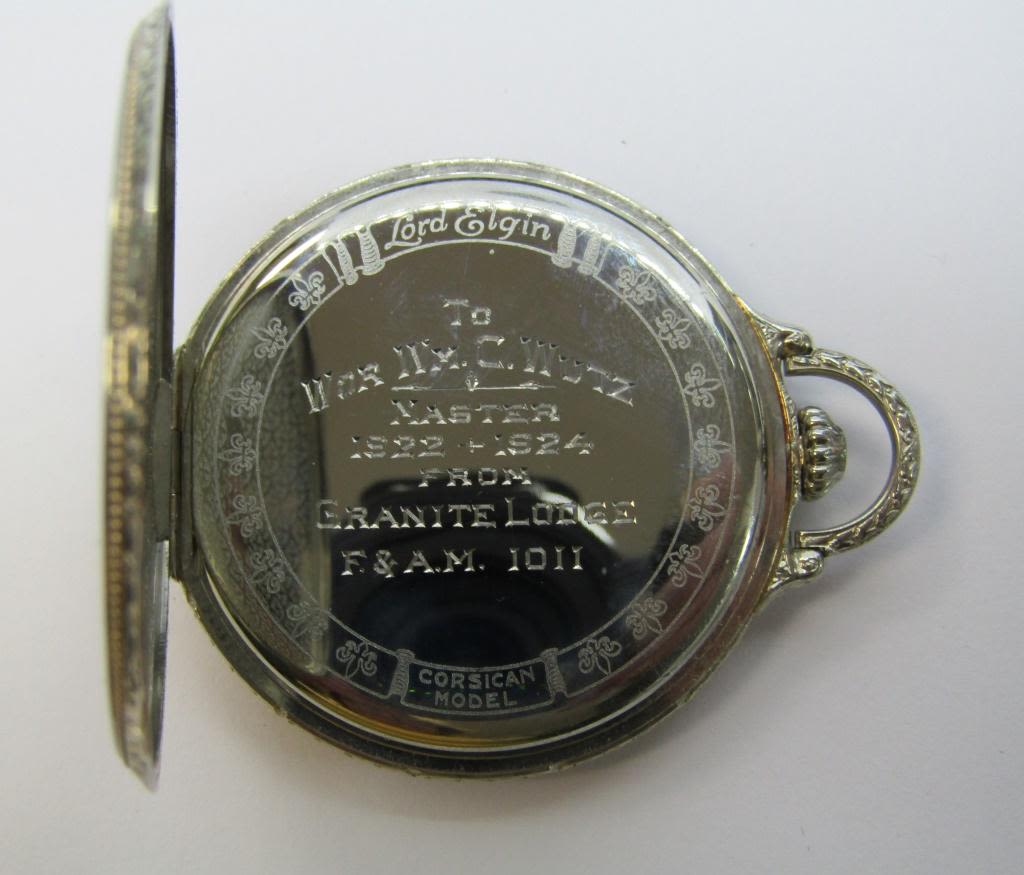 Lord Elgin
To
Wor Wm. C. Wutz
Master
1922 + 1924
From
Granite Lodge
F. & A.M. 1011
CORSICAN
MODEL